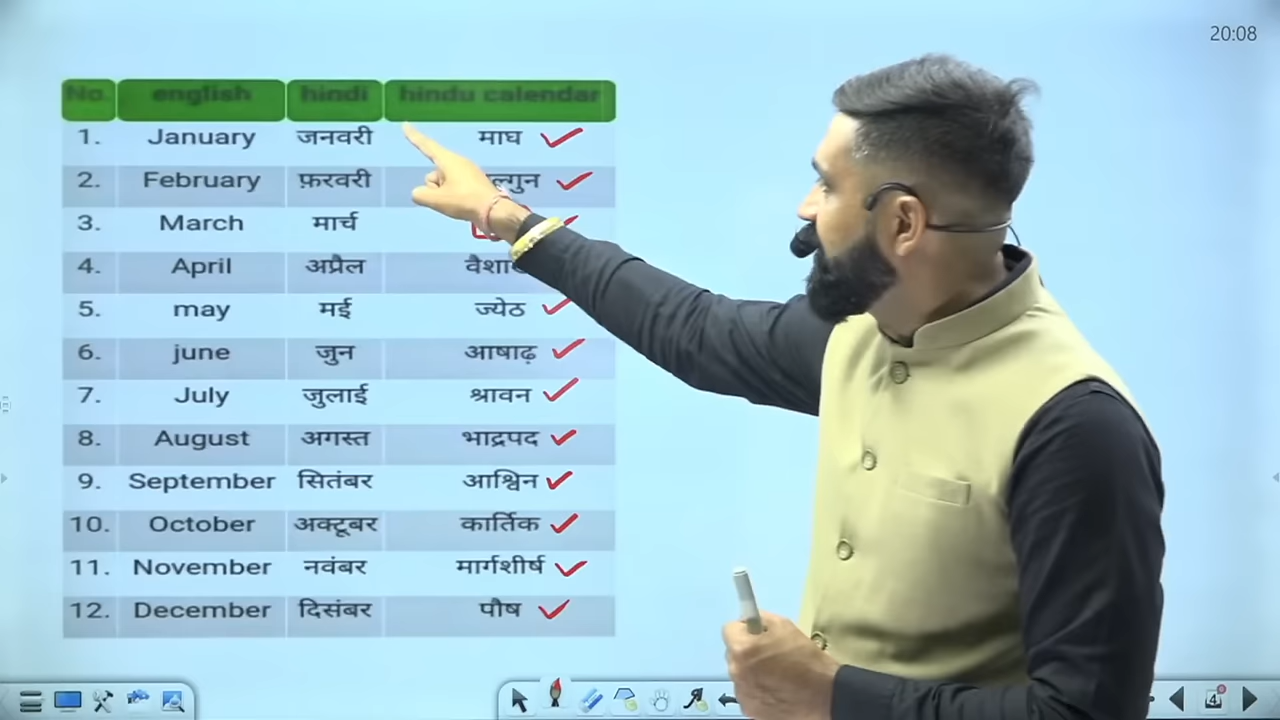 20:08
No. english hindi hindu calendar
1. January जनवरी माघ
2. February फ़रवरी
3. March मार्च
4. April अप्रैल
5. may मई ज्येठ
6. june जुन आषाढ़
7. July जुलाई श्रावन
8. August अगस्त भाद्रपद
9. September सितंबर आश्विन
10. October अक्टूबर कार्तिक
11. November नवंबर मार्गशीर्ष
12. December दिसंबर पौष
4